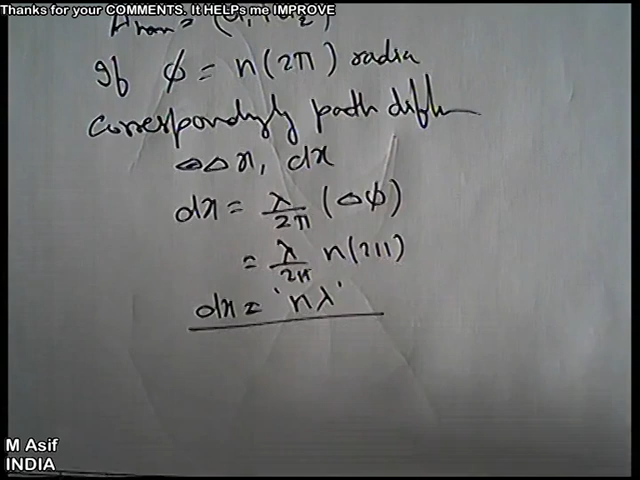 Thanks for your COMMENTS. It HELPs me IMPROVE
If ϕ = n(2π) radia
correspondingly path diffn
Δx, dx
dx = λ/2π (Δϕ)
= λ/2π n(2π)
dx = 'nλ'
M Asif
INDIA